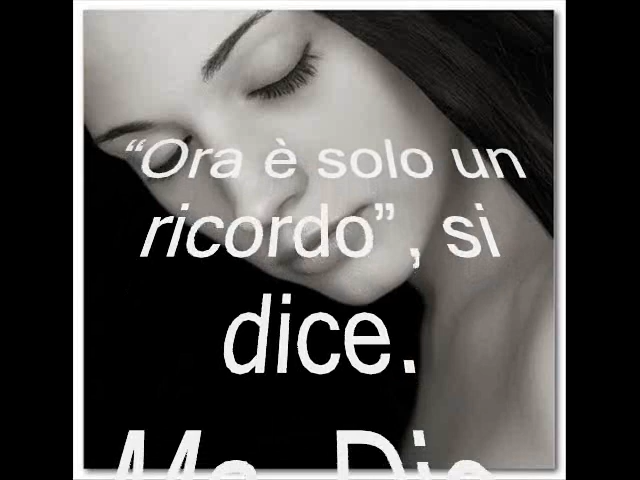 “Ora è solo un
ricordo”, si
dice.